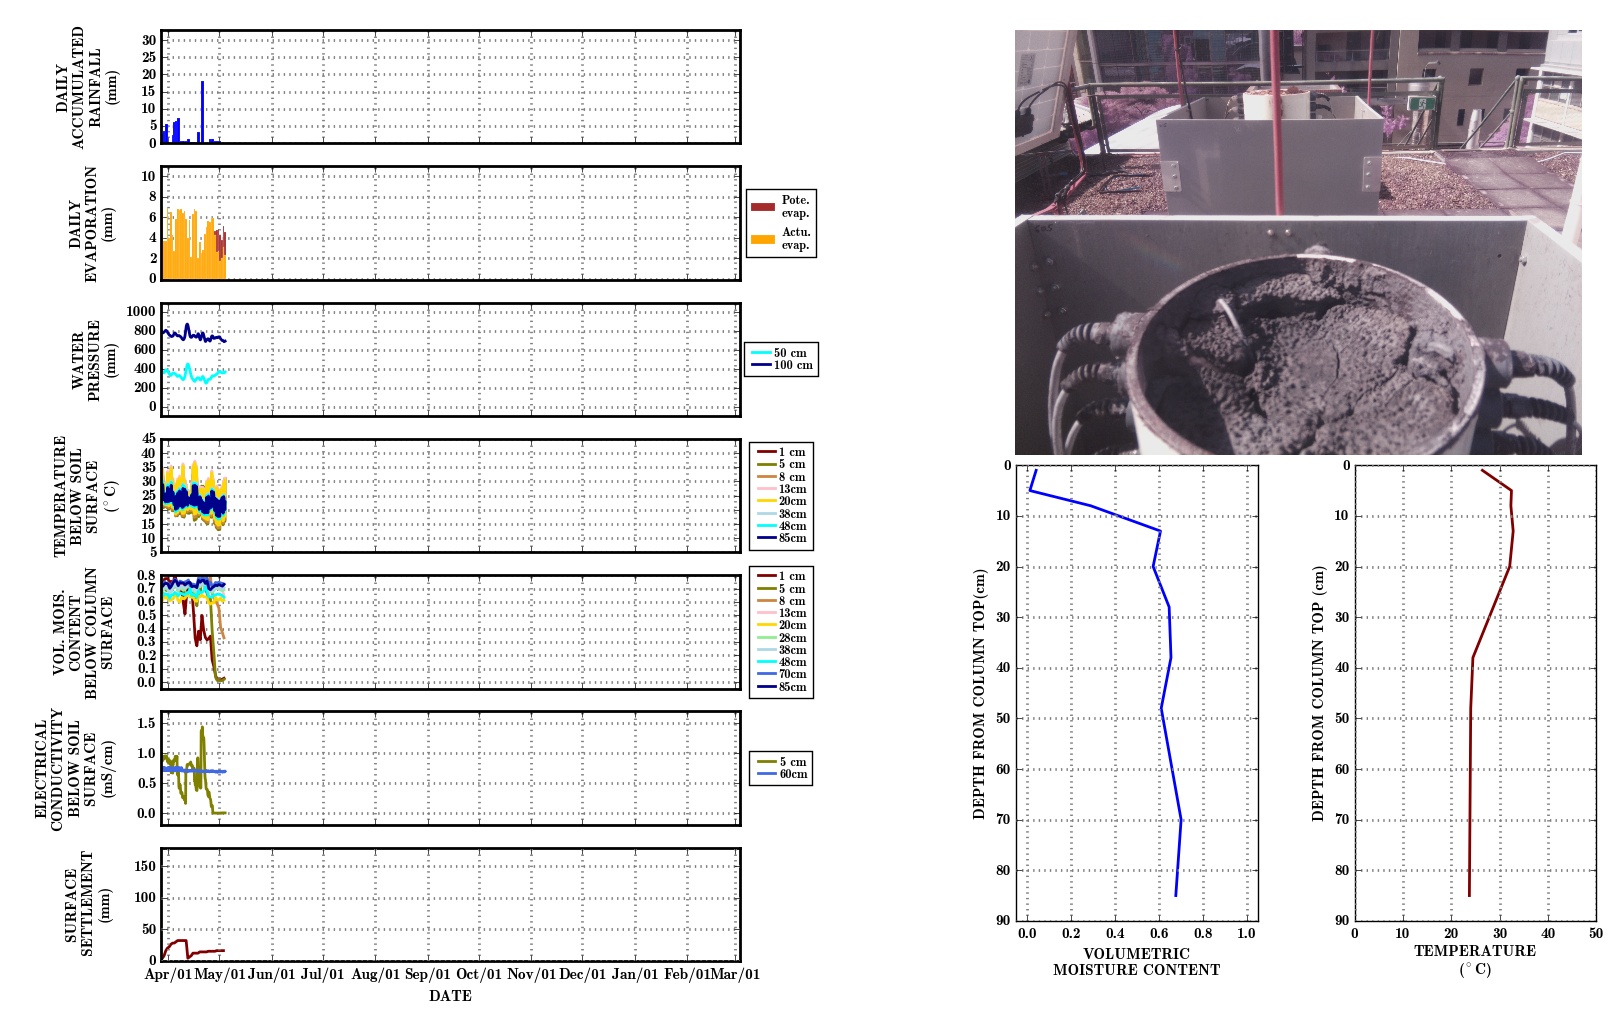 DAILY
ACCUMULATED
RAINFALL
(mm)
30
25
20
15
10
5
0
DAILY
EVAPORATION
(mm)
10
8
6
4
2
0
Pote.
evap.
Actu.
evap.
WATER
PRESSURE
(mm)
1000
800
600
400
200
0
50 cm
100 cm
TEMPERATURE
BELOW SOIL
SURFACE
(°C)
45
40
35
30
25
20
15
10
5
1 cm
5 cm
8 cm
13cm
20cm
38cm
48cm
85cm
VOL. MOIS.
CONTENT
BELOW COLUMN
SURFACE
0.8
0.7
0.6
0.5
0.4
0.3
0.2
0.1
0.0
1 cm
5 cm
8 cm
13cm
20cm
28cm
38cm
48cm
70cm
85cm
ELECTRICAL
CONDUCTIVITY
BELOW SOIL
SURFACE
(mS/cm)
1.5
1.0
0.5
0.0
5 cm
60cm
SURFACE
SETTLEMENT
(mm)
150
100
50
0
Apr/01 May/01 Jun/01 Jul/01 Aug/01 Sep/01 Oct/01 Nov/01 Dec/01 Jan/01 Feb/01 Mar/01
DATE
DEPTH FROM COLUMN TOP(cm)
0
10
20
30
40
50
60
70
80
90
0.0 0.2 0.4 0.6 0.8 1.0
VOLUMETRIC
MOISTURE CONTENT
DEPTH FROM COLUMN TOP (cm)
0
10
20
30
40
50
60
70
80
90
0 10 20 30 40 50
TEMPERATURE
(°C)